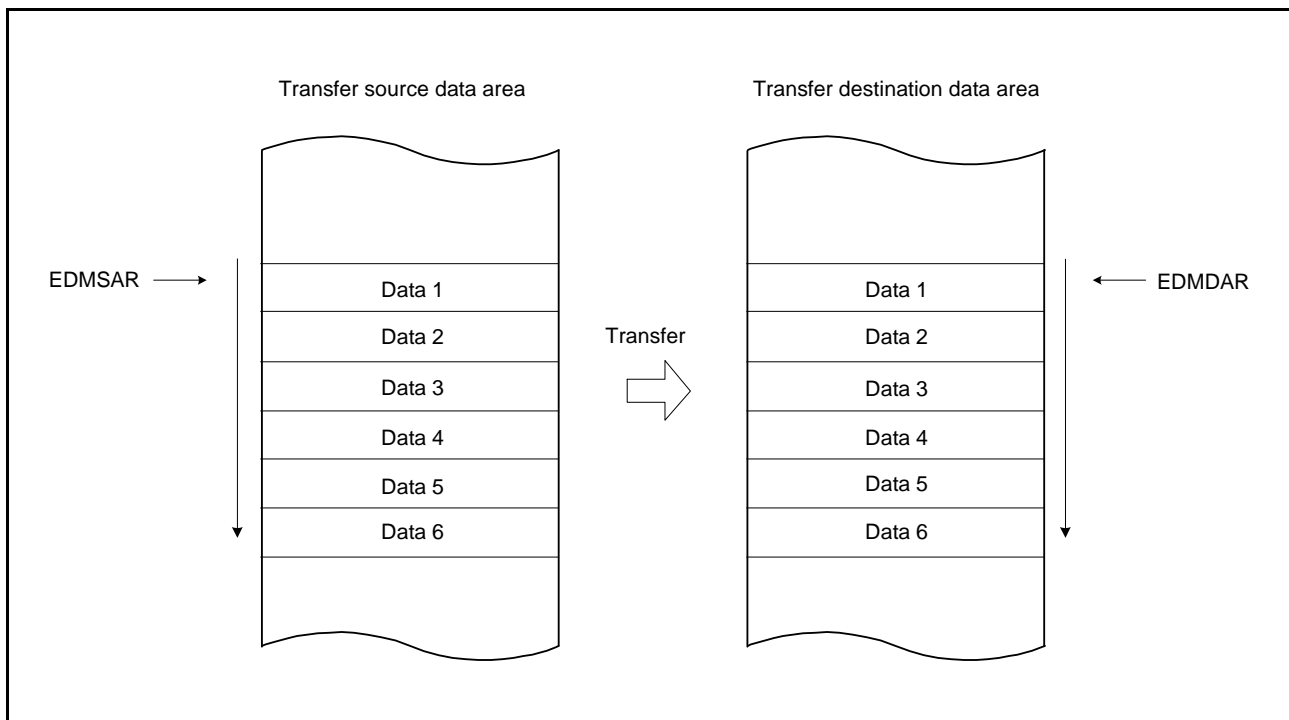 Transfer source data area
Transfer destination data area
EDMSAR
Data 1
Data 2
Data 3
Data 4
Data 5
Data 6
Transfer
Data 1
Data 2
Data 3
Data 4
Data 5
Data 6
EDMDAR